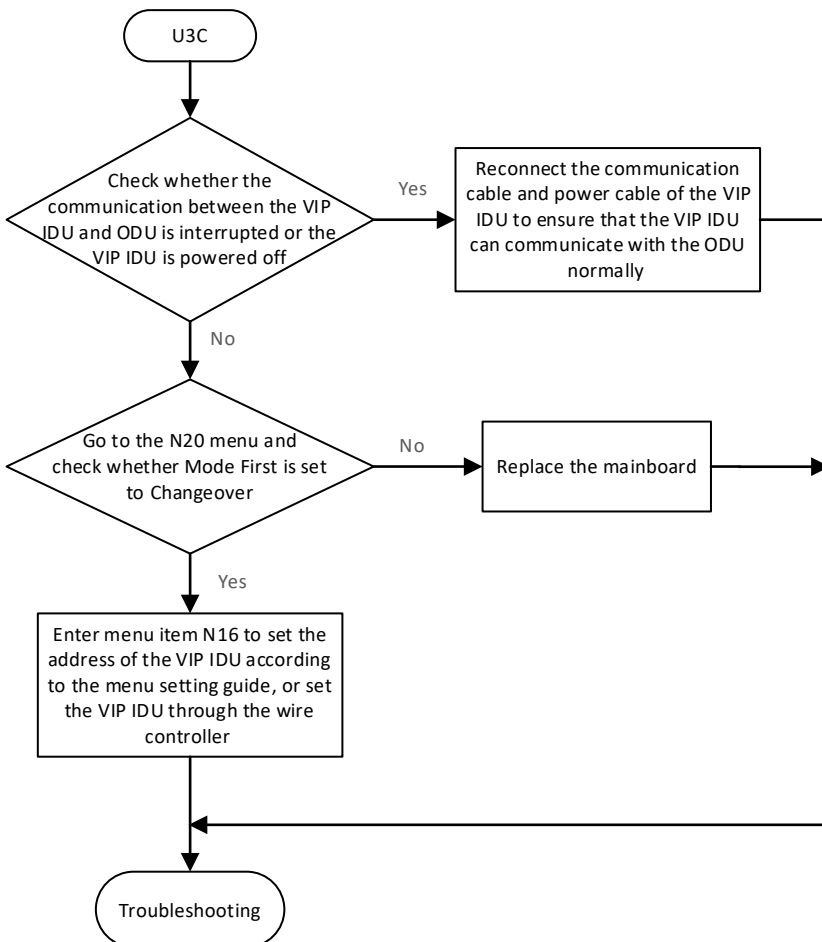 U3C
Check whether the
communication between the VIP
IDU and ODU is interrupted or the
VIP IDU is powered off
Yes
Reconnect the communication
cable and power cable of the VIP
IDU to ensure that the VIP IDU
can communicate with the ODU
normally
No
Go to the N20 menu and
check whether Mode First is set
to Changeover
No
Replace the mainboard
Yes
Enter menu item N16 to set the
address of the VIP IDU according
to the menu setting guide, or set
the VIP IDU through the wire
controller
Troubleshooting